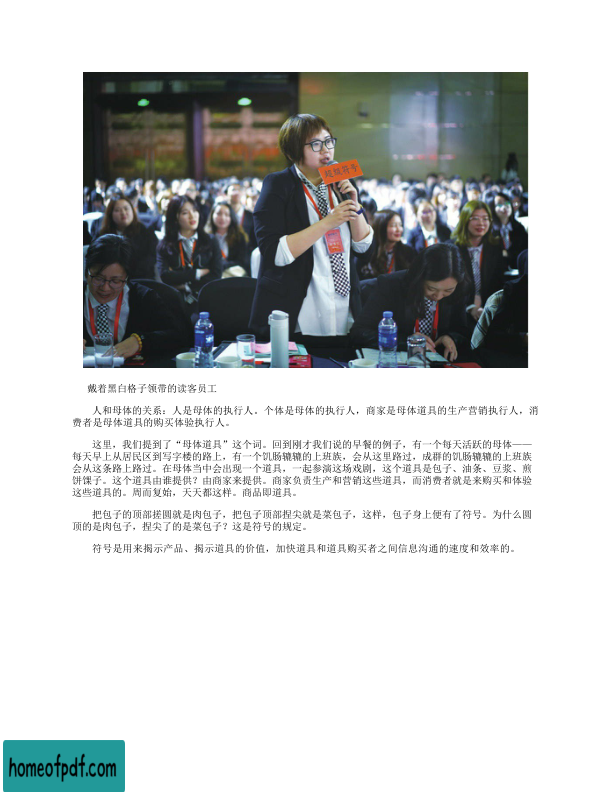 超级符号
戴着黑白格子领带的读客员工
人和母体的关系：人是母体的执行人。个体是母体的执行人，商家是母体道具的生产营销执行人，消
费者是母体道具的购买体验执行人。
这里，我们提到了“母体道具”这个词。回到刚才我们说的早餐的例子，有一个每天活跃的母体——
每天早上从居民区到写字楼的路上，有一个饥肠辘辘的上班族，会从这里路过，成群的饥肠辘辘的上班族
会从这条路上路过。在母体当中会出现一个道具，一起参演这场戏剧，这个道具是包子、油条、豆浆、煎
饼馃子。这个道具由谁提供？由商家来提供。商家负责生产和营销这些道具，而消费者就是来购买和体验
这些道具的。周而复始，天天都这样。商品即道具。
把包子的顶部搓圆就是肉包子，把包子顶部捏尖就是菜包子，这样，包子身上便有了符号。为什么圆
顶的是肉包子，捏尖了的是菜包子？这是符号的规定。
符号是用来揭示产品、揭示道具的价值，加快道具和道具购买者之间信息沟通的速度和效率的。
homeofpdf.com